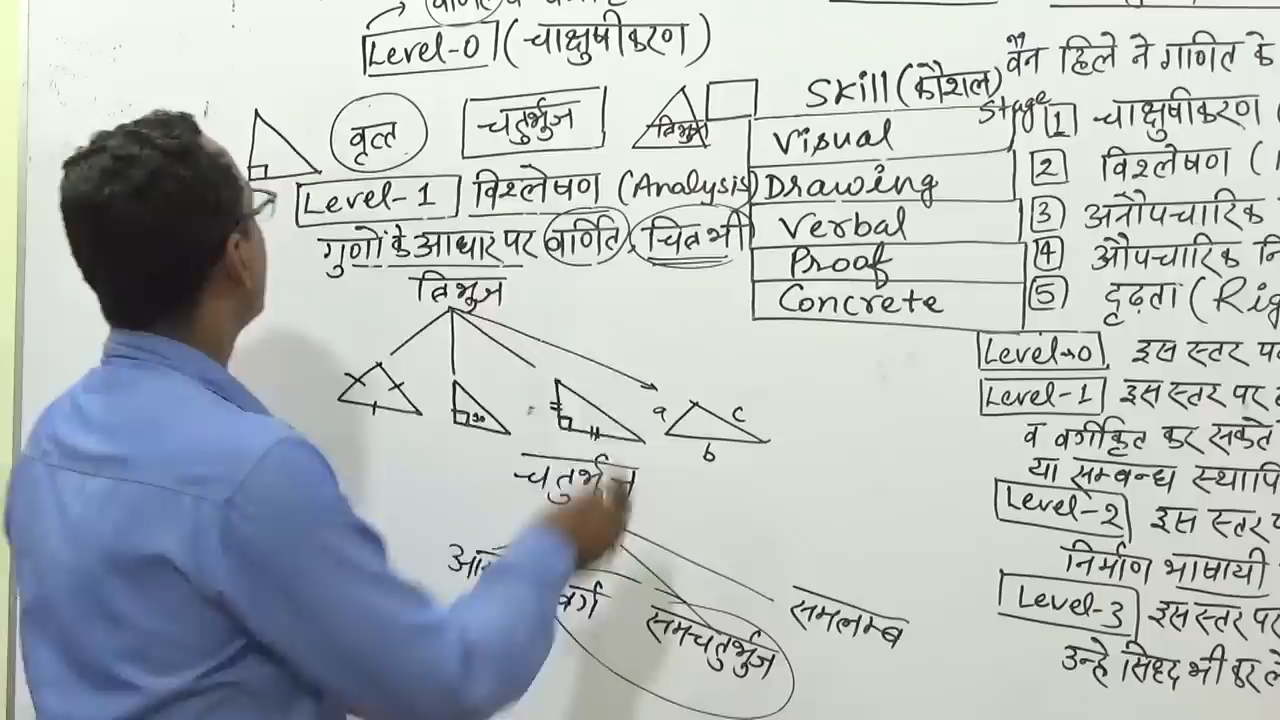 Level-0 (चाक्षुषीकरण)
वृत्त
चतुर्भुज
त्रिभुज
Level-1 विश्लेषण (Analysis)
गुणों के आधार पर वर्णित, चित्र भी
त्रिभुज
90
a
c
b
चतुर्भुज
वर्ग
समचतुर्भुज
समलम्ब
Skill (कौशल)
Visual
Drawing
Verbal
Proof
Concrete
वैन हिले ने गणित के
Stage
1 चाक्षुषीकरण
2 विश्लेषण (
3 अनौपचारिक
4 औपचारिक नि
5 दृढ़ता (Rig
Level-0 इस स्तर पर
Level-1 इस स्तर पर
व वर्गीकृत कर सकते
या सम्बन्ध स्थापि
Level-2 इस स्तर प
निर्माण भाषायी
Level-3 इस स्तर पर
उन्हे सिद्ध भी कर ले